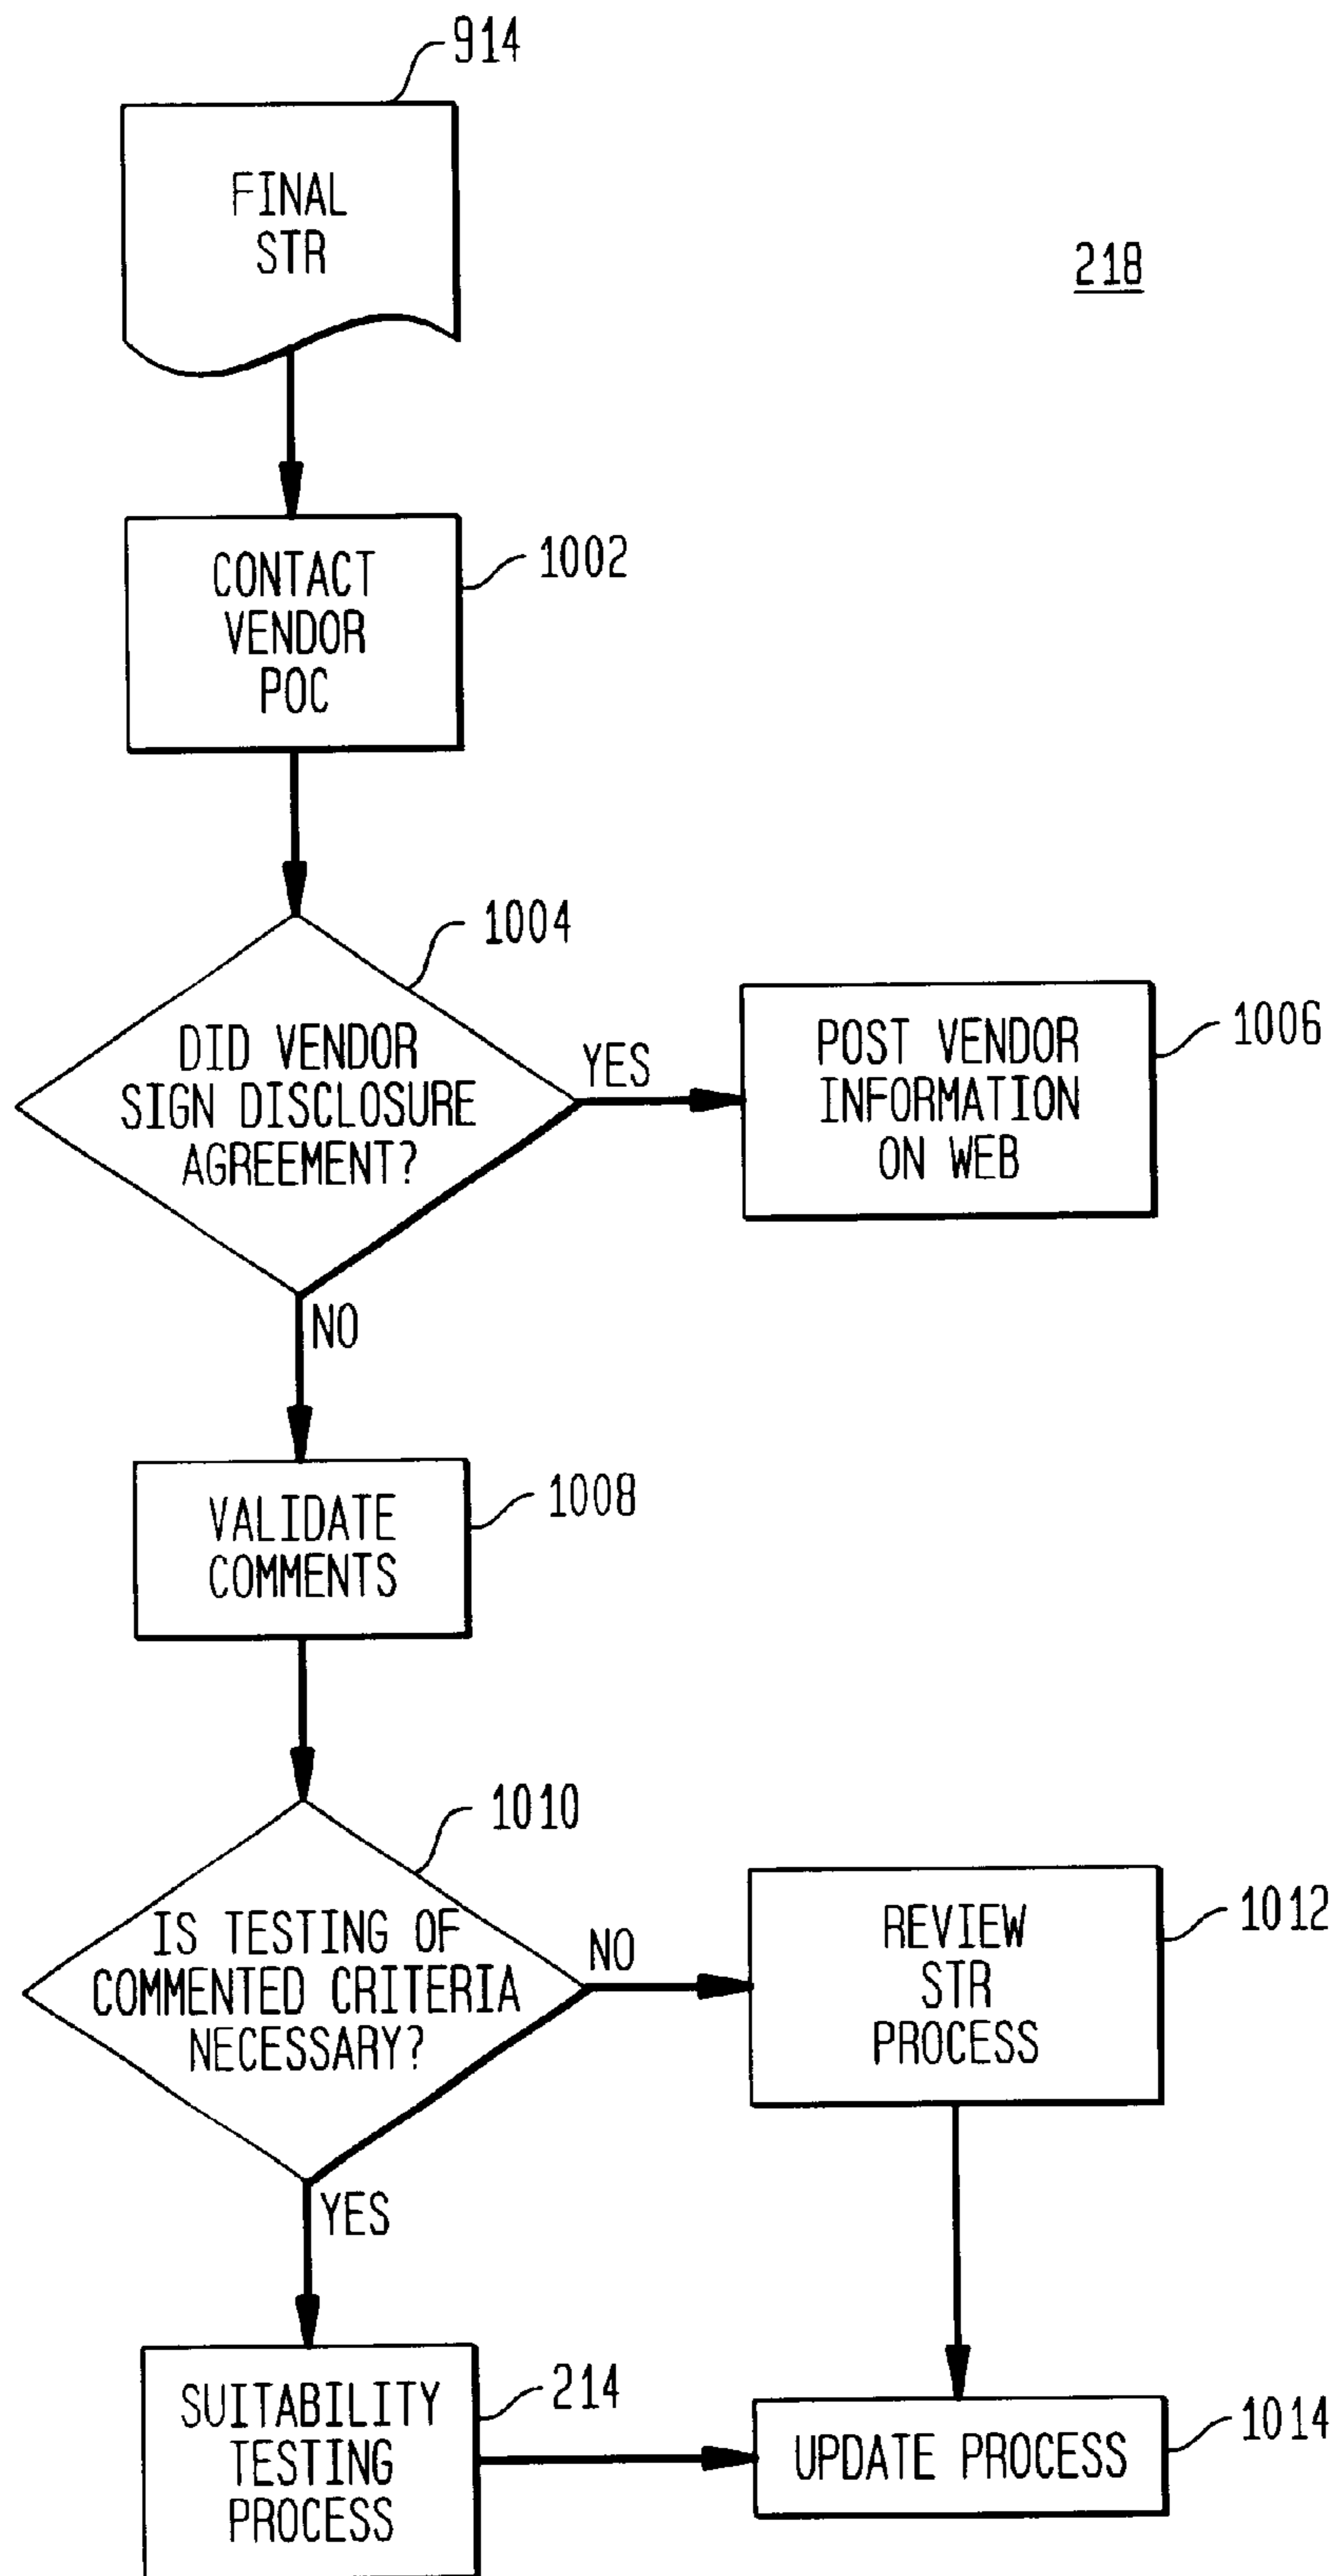 914
FINAL
STR
218
CONTACT
VENDOR
POC
1002
1004
DID VENDOR
SIGN DISCLOSURE
AGREEMENT?
YES
POST VENDOR
INFORMATION
ON WEB
1006
NO
VALIDATE
COMMENTS
1008
1010
IS TESTING OF
COMMENTED CRITERIA
NECESSARY?
NO
REVIEW
STR
PROCESS
1012
YES
SUITABILITY
TESTING
PROCESS
214
UPDATE PROCESS
1014